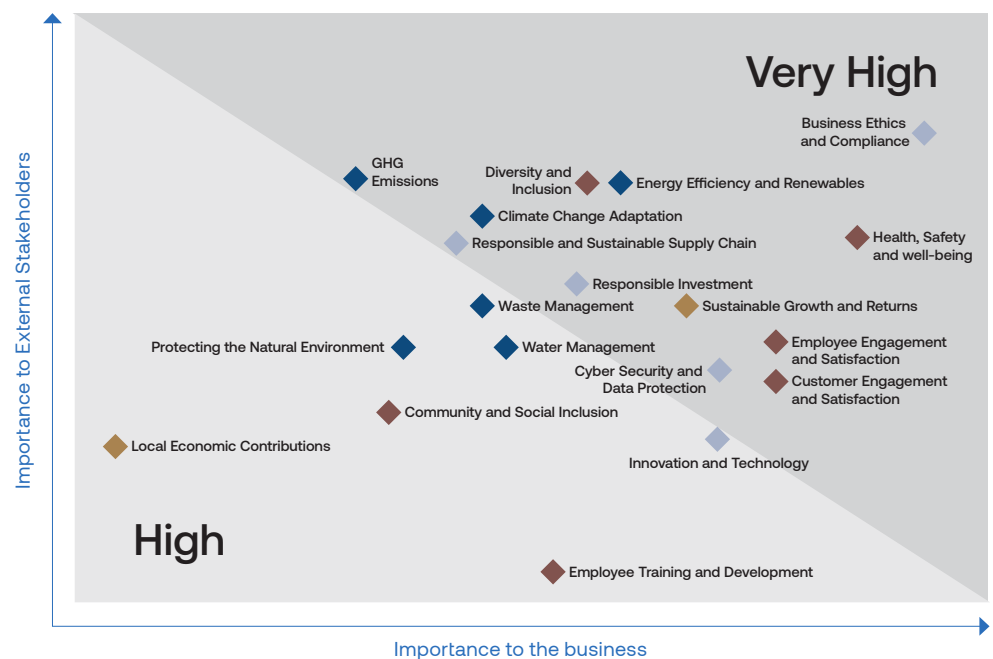 Very High
Business Ethics
and Compliance
GHG
Emissions
Diversity and
Inclusion
Energy Efficiency and Renewables
Climate Change Adaptation
Health, Safety
and well-being
Responsible and Sustainable Supply Chain
Responsible Investment
Waste Management
Sustainable Growth and Returns
Protecting the Natural Environment
Water Management
Employee Engagement
and Satisfaction
Cyber Security and
Data Protection
Customer Engagement
and Satisfaction
Community and Social Inclusion
Local Economic Contributions
Innovation and Technology
High
Employee Training and Development
Importance to External Stakeholders
Importance to the business